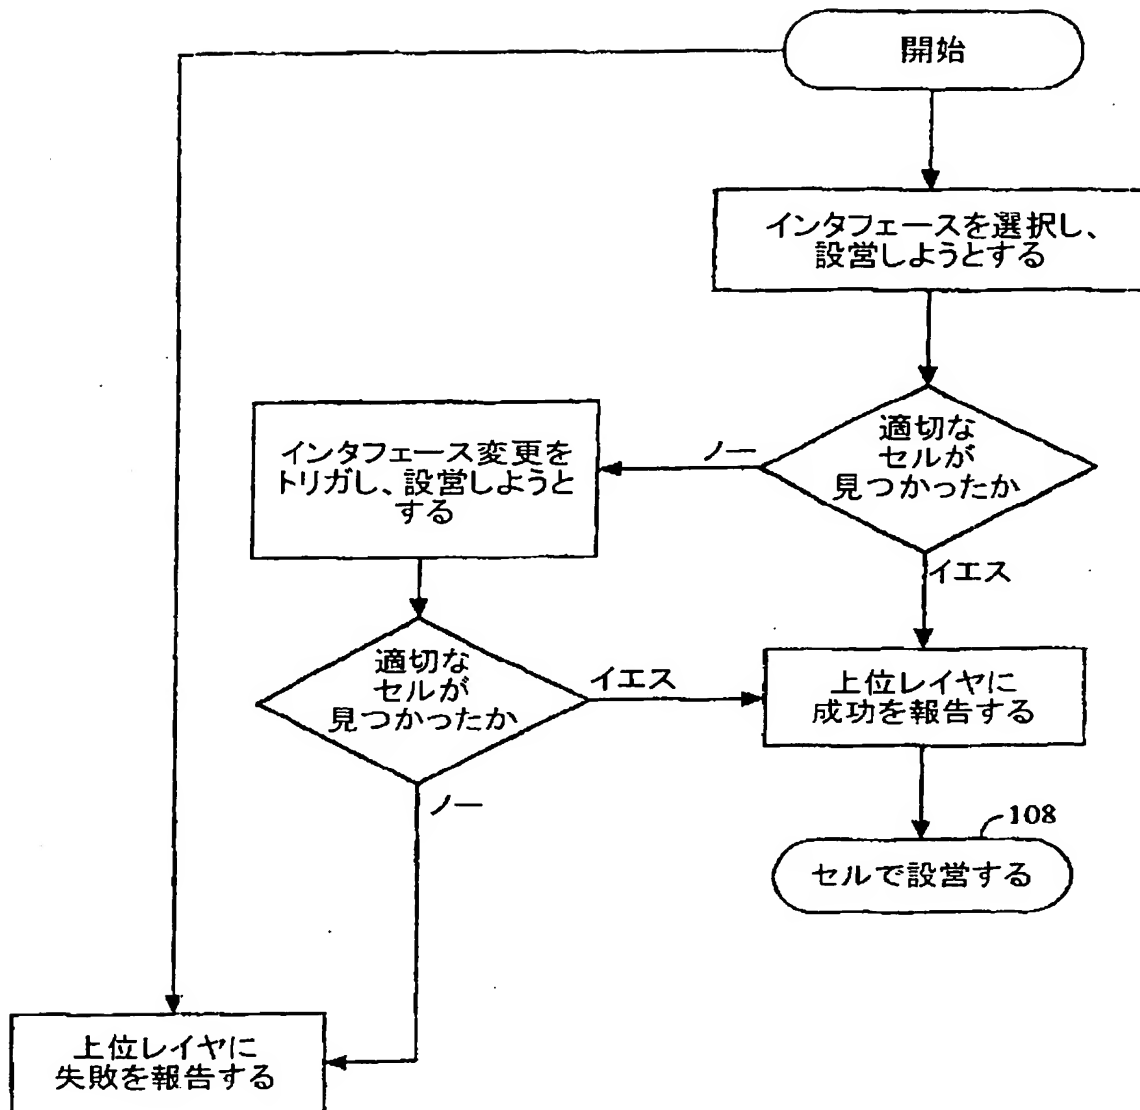 開始
インタフェースを選択し、
設営しようとする
適切な
セルが
見つかったか
ノー
イエス
インタフェース変更を
トリガし、設営しようと
する
適切な
セルが
見つかったか
イエス
ノー
上位レイヤに
成功を報告する
108
セルで設営する
上位レイヤに
失敗を報告する